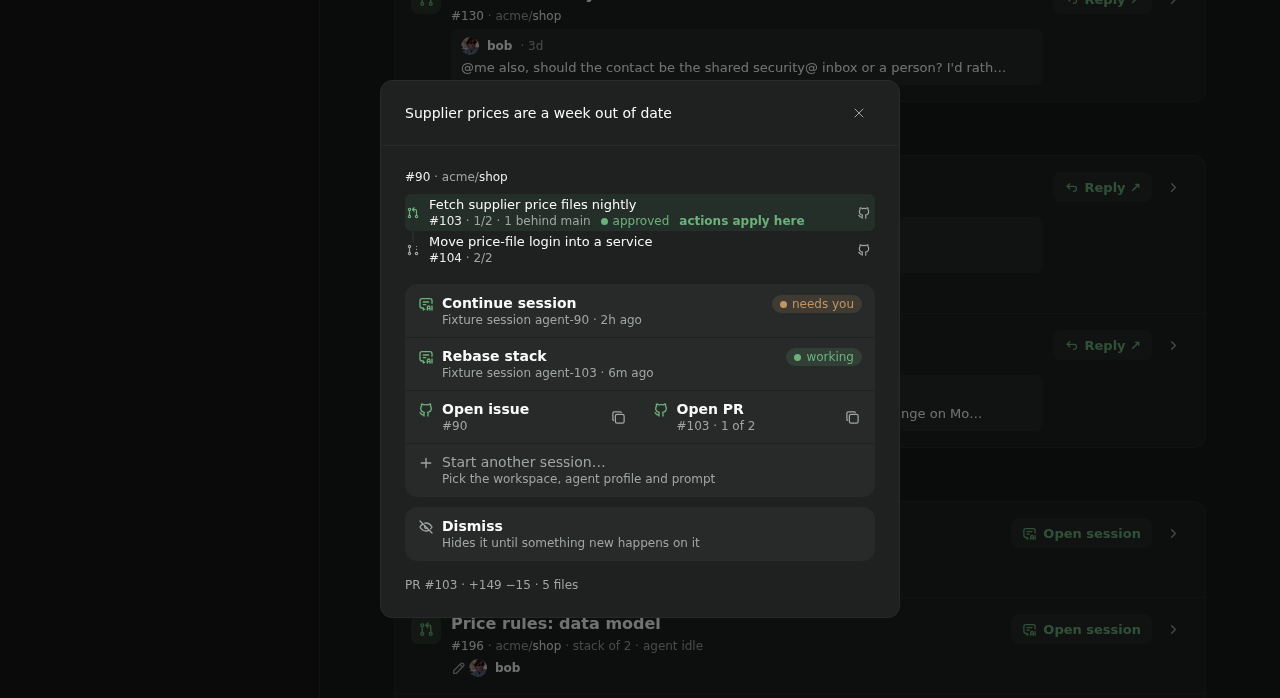 Reply ↗
#130 · acme/shop
bob · 3d
@me also, should the contact be the shared security@ inbox or a person? I'd rath…
Supplier prices are a week out of date
#90 · acme/shop
Fetch supplier price files nightly
#103 · 1/2 · 1 behind main approved actions apply here
Move price-file login into a service
#104 · 2/2
Continue session
needs you
Fixture session agent-90 · 2h ago
Rebase stack
working
Fixture session agent-103 · 6m ago
Open issue
#90
Open PR
#103 · 1 of 2
Start another session…
Pick the workspace, agent profile and prompt
Dismiss
Hides it until something new happens on it
PR #103 · +149 −15 · 5 files
Reply ↗
Reply ↗
nge on Mo…
Open session
Price rules: data model
Open session
#196 · acme/shop · stack of 2 · agent idle
bob